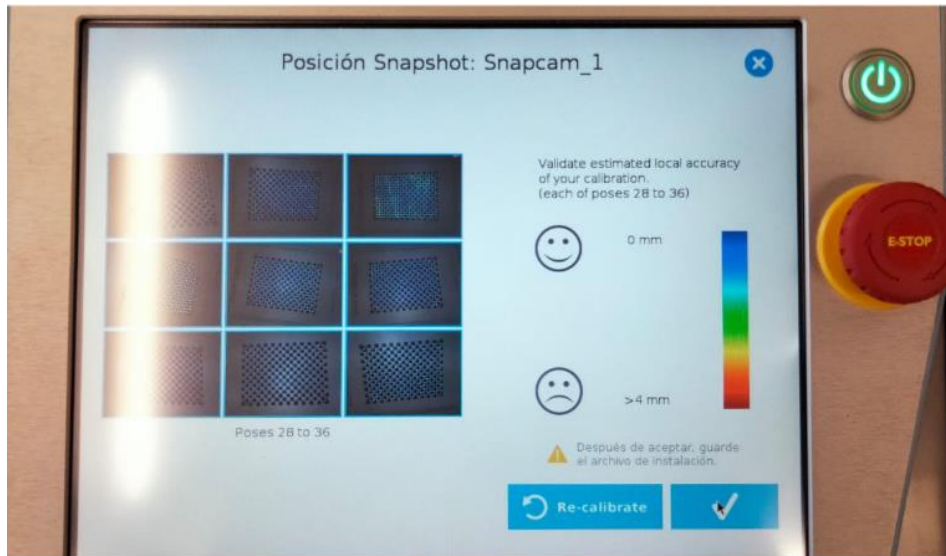 Posición Snapshot: Snapcam_1
Validate estimated local accuracy
of your calibration.
(each of poses 28 to 36)
0 mm
>4 mm
Poses 28 to 36
Después de aceptar, guarde
el archivo de instalación.
Re-calibrate
E-STOP